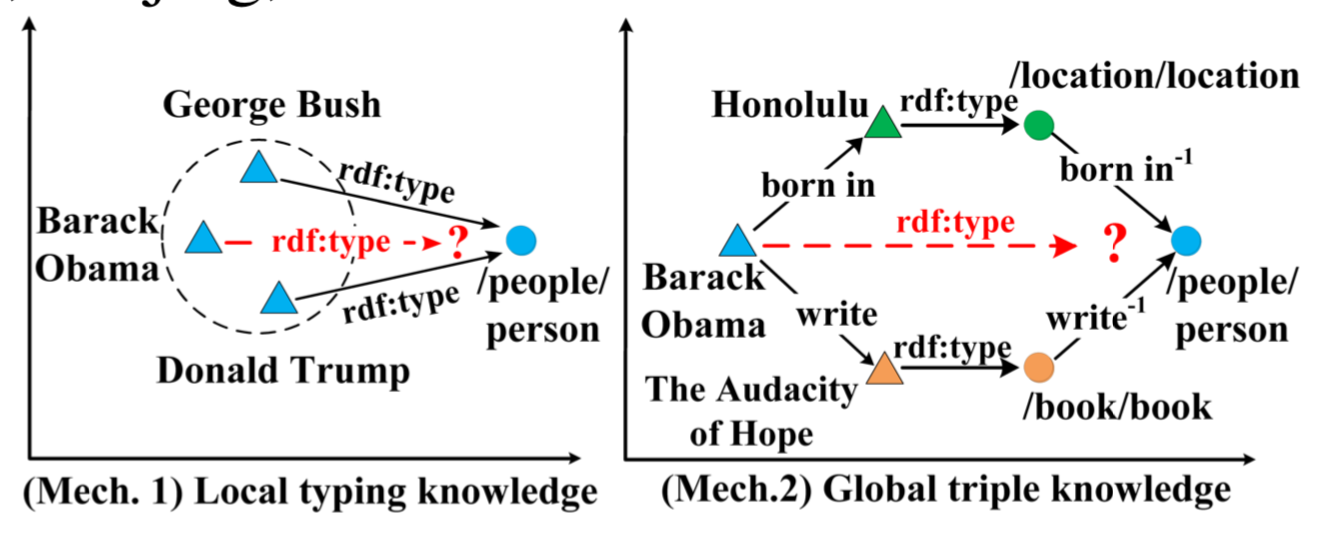 George Bush
rdf:type
Barack
Obama
rdf:type
?
rdf:type
/people/
person
Donald Trump
(Mech. 1) Local typing knowledge
/location/location
Honolulu
rdf:type
born in
born in-1
rdf:type
?
Barack
Obama
/people/
person
write
write-1
rdf:type
The Audacity
of Hope
/book/book
(Mech.2) Global triple knowledge